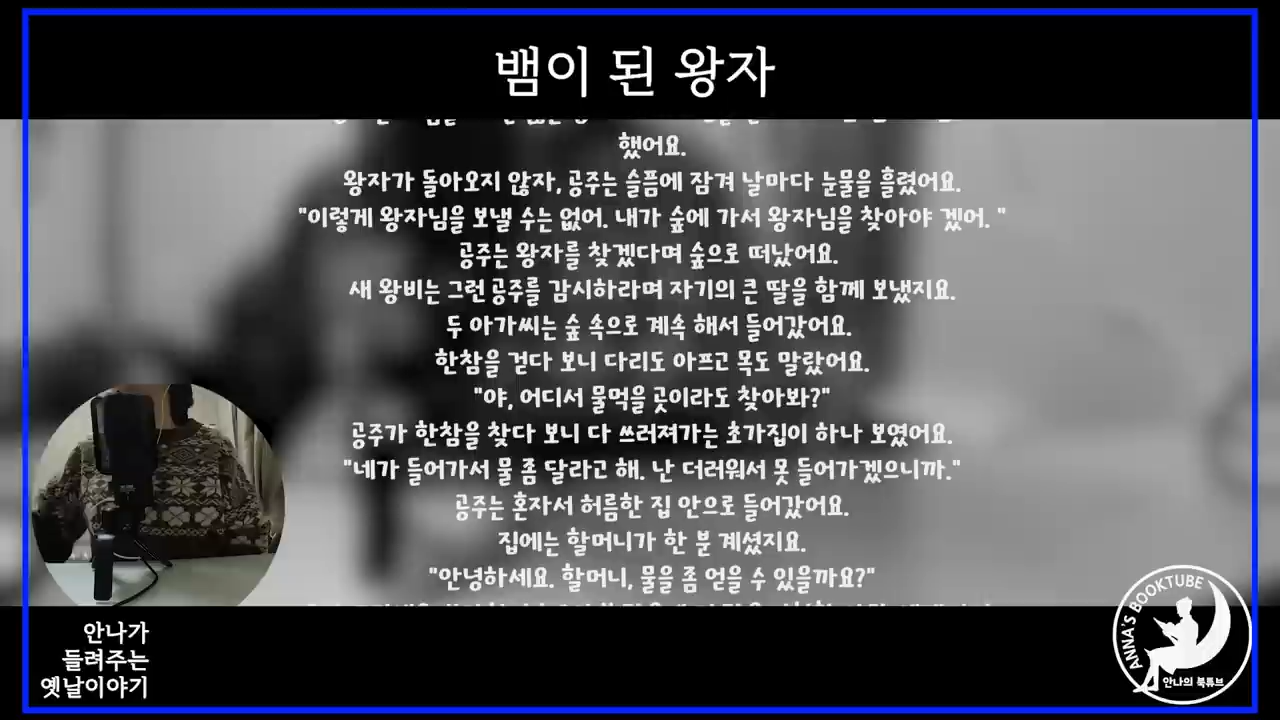 뱀이 된 왕자
했어요.
왕자가 돌아오지 않자, 공주는 슬픔에 잠겨 날마다 눈물을 흘렸어요.
"이렇게 왕자님을 보낼 수는 없어. 내가 숲에 가서 왕자님을 찾아야 겠어. "
공주는 왕자를 찾겠다며 숲으로 떠났어요.
새 왕비는 그런 공주를 감시하라며 자기의 큰 딸을 함께 보냈지요.
두 아가씨는 숲 속으로 계속 해서 들어갔어요.
한참을 걷다 보니 다리도 아프고 목도 말랐어요.
"야, 어디서 물먹을 곳이라도 찾아봐?"
공주가 한참을 찾다 보니 다 쓰러져가는 초가집이 하나 보였어요.
"네가 들어가서 물 좀 달라고 해. 난 더러워서 못 들어가겠으니까."
공주는 혼자서 허름한 집 안으로 들어갔어요.
집에는 할머니가 한 분 계셨지요.
"안녕하세요. 할머니, 물을 좀 얻을 수 있을까요?"
안나가
들려주는
옛날이야기
ANNA'S BOOKTUBE
안나의 북튜브